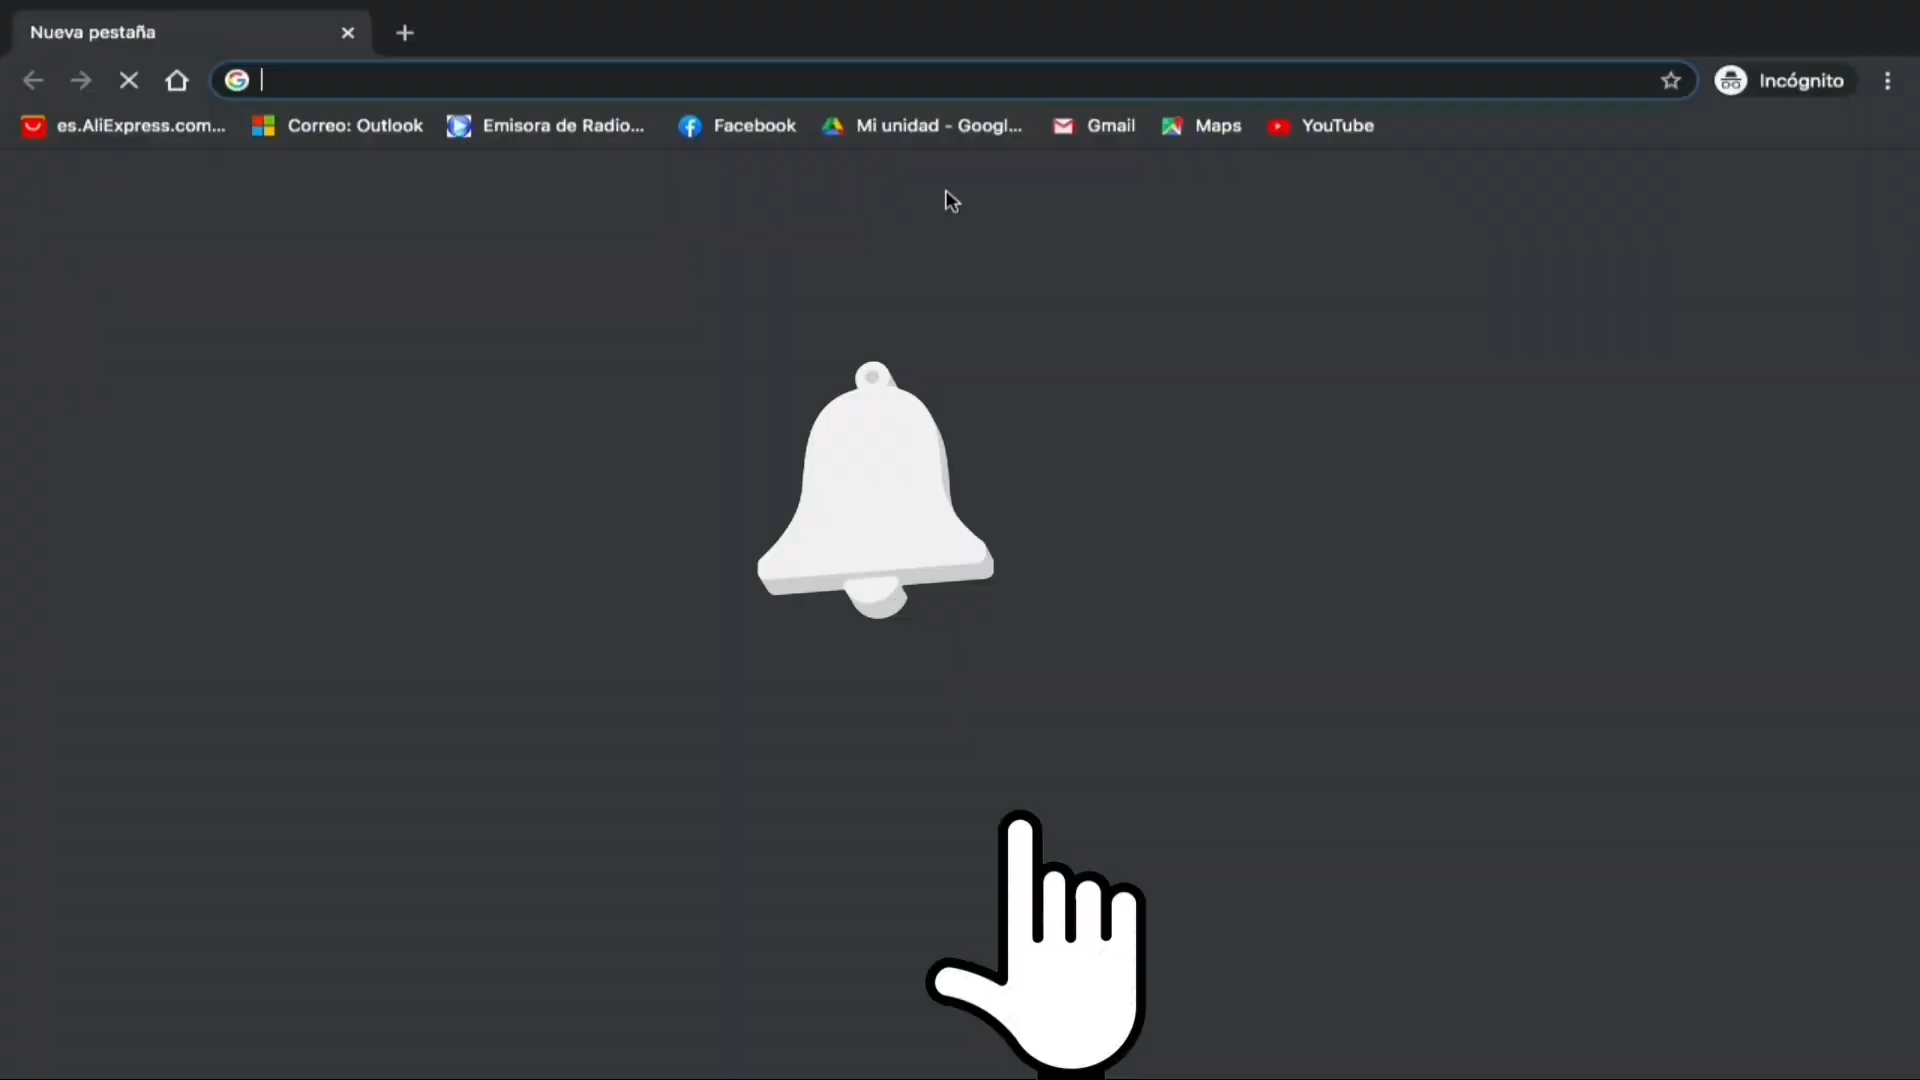 Nueva pestaña
Incógnito
es.AliExpress.com... Correo: Outlook Emisora de Radio... Facebook Mi unidad - Googl... Gmail Maps YouTube